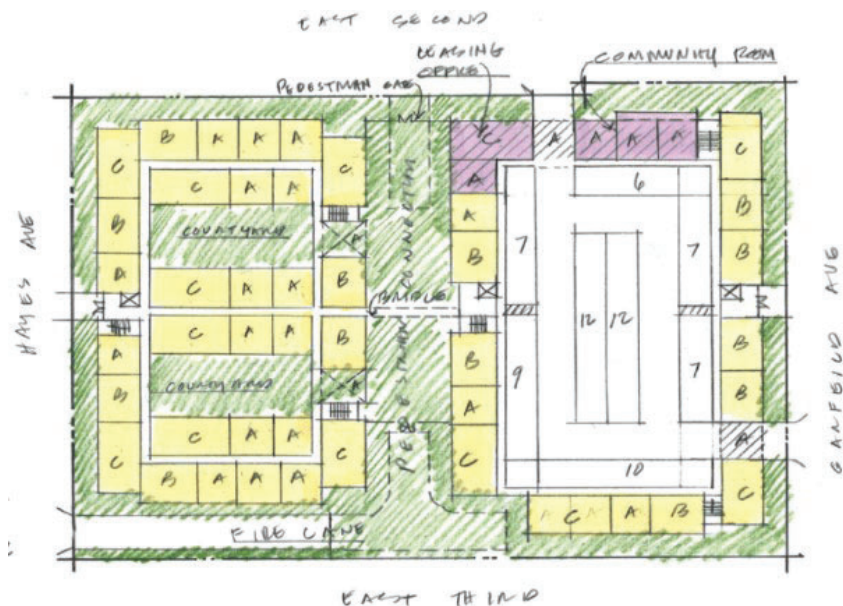 EAST SECOND
LEASING
OFFICE
COMMUNITY ROOM
PEDESTRIAN GATE
B A A A
C
C A A
C
C
A
A
A A A
C
HAYES AVE
B
A
COURTYARD
A
B
C A A
A
B
7
6
7
B
B
PEDESTRIAN CONNECTION
BRIDGE
12 12
M
GANFEILD AVE
A
B
C
C A A
COURTYARD
B
A
B
A
C
9
7
B
B
A
C A A
B A A A
C
10
C
C A B
FIRE LANE
EAST THIRD